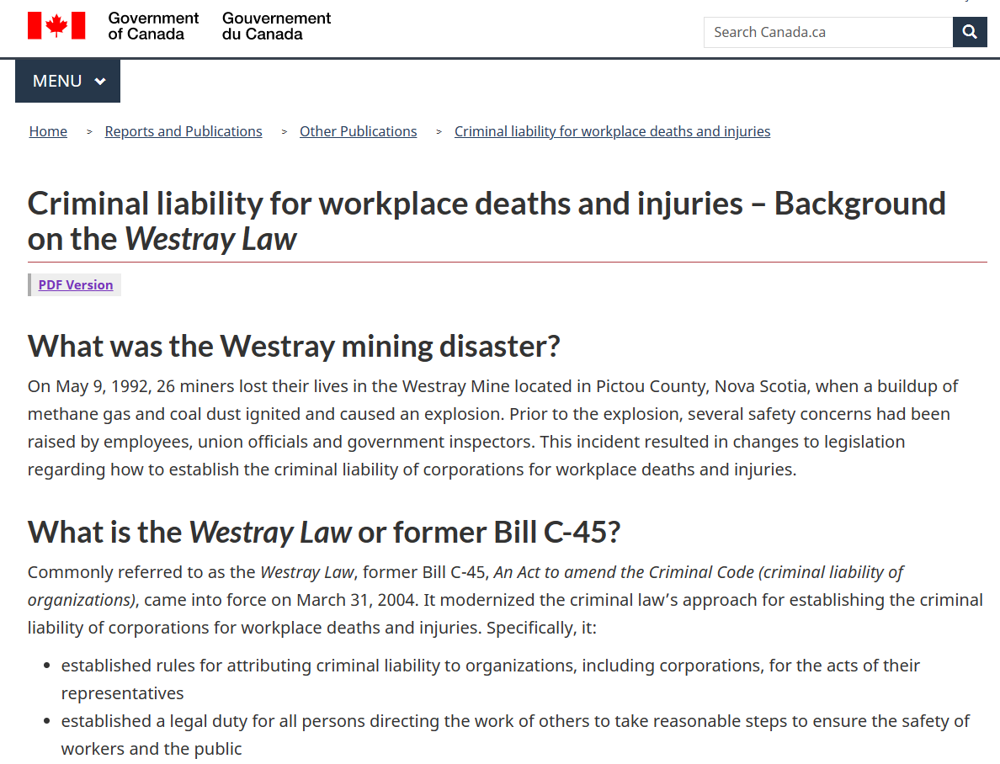 Government of Canada
Gouvernement du Canada
Search Canada.ca
MENU
Home > Reports and Publications > Other Publications > Criminal liability for workplace deaths and injuries
Criminal liability for workplace deaths and injuries – Background
on the Westray Law
PDF Version
What was the Westray mining disaster?
On May 9, 1992, 26 miners lost their lives in the Westray Mine located in Pictou County, Nova Scotia, when a buildup of
methane gas and coal dust ignited and caused an explosion. Prior to the explosion, several safety concerns had been
raised by employees, union officials and government inspectors. This incident resulted in changes to legislation
regarding how to establish the criminal liability of corporations for workplace deaths and injuries.
What is the Westray Law or former Bill C-45?
Commonly referred to as the Westray Law, former Bill C-45, An Act to amend the Criminal Code (criminal liability of
organizations), came into force on March 31, 2004. It modernized the criminal law’s approach for establishing the criminal
liability of corporations for workplace deaths and injuries. Specifically, it:
• established rules for attributing criminal liability to organizations, including corporations, for the acts of their
representatives
• established a legal duty for all persons directing the work of others to take reasonable steps to ensure the safety of
workers and the public